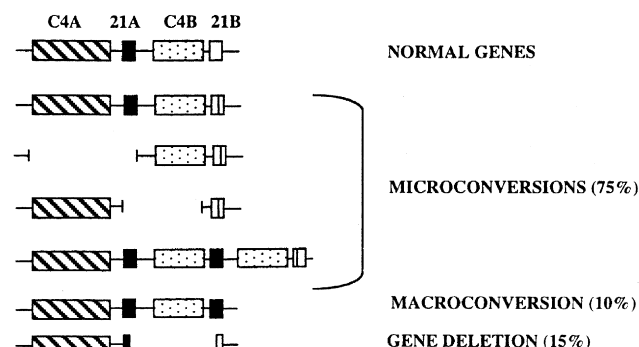 C4A 21A C4B 21B
NORMAL GENES
MICROCONVERSIONS (75%)
MACROCONVERSION (10%)
GENE DELETION (15%)